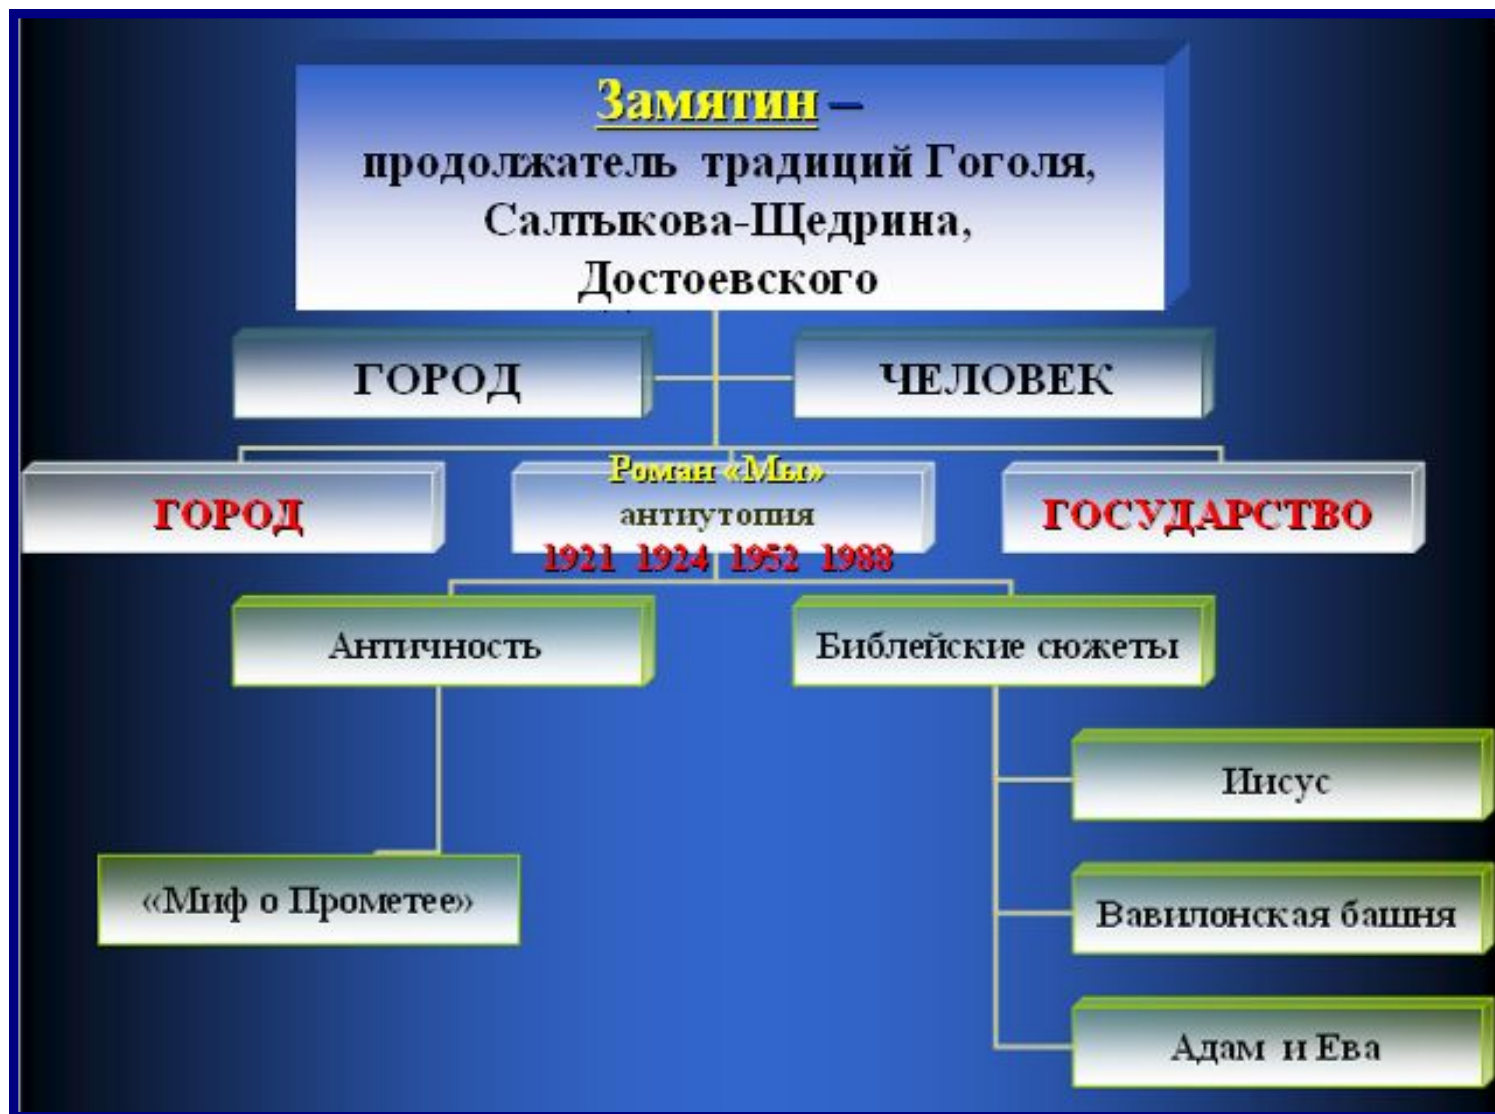 Замятин –
продолжатель традиций Гоголя,
Салтыкова-Щедрина,
Достоевского
ГОРОД
ЧЕЛОВЕК
ГОРОД
Роман «Мы»
антиутопия
1921 1924 1952 1988
ГОСУДАРСТВО
Античность
Библейские сюжеты
Иисус
«Миф о Прометее»
Вавилонская башня
Адам и Ева